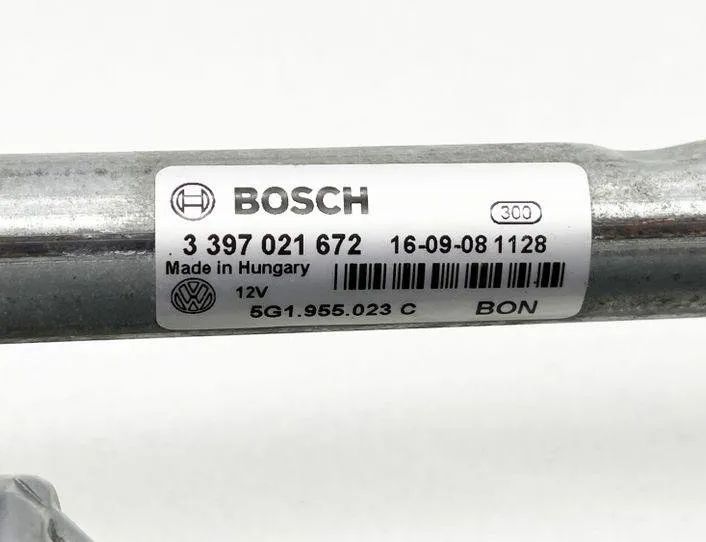 BOSCH
300
3 397 021 672 16-09-08 1128
Made in Hungary
12V
5G1.955.023 C BON